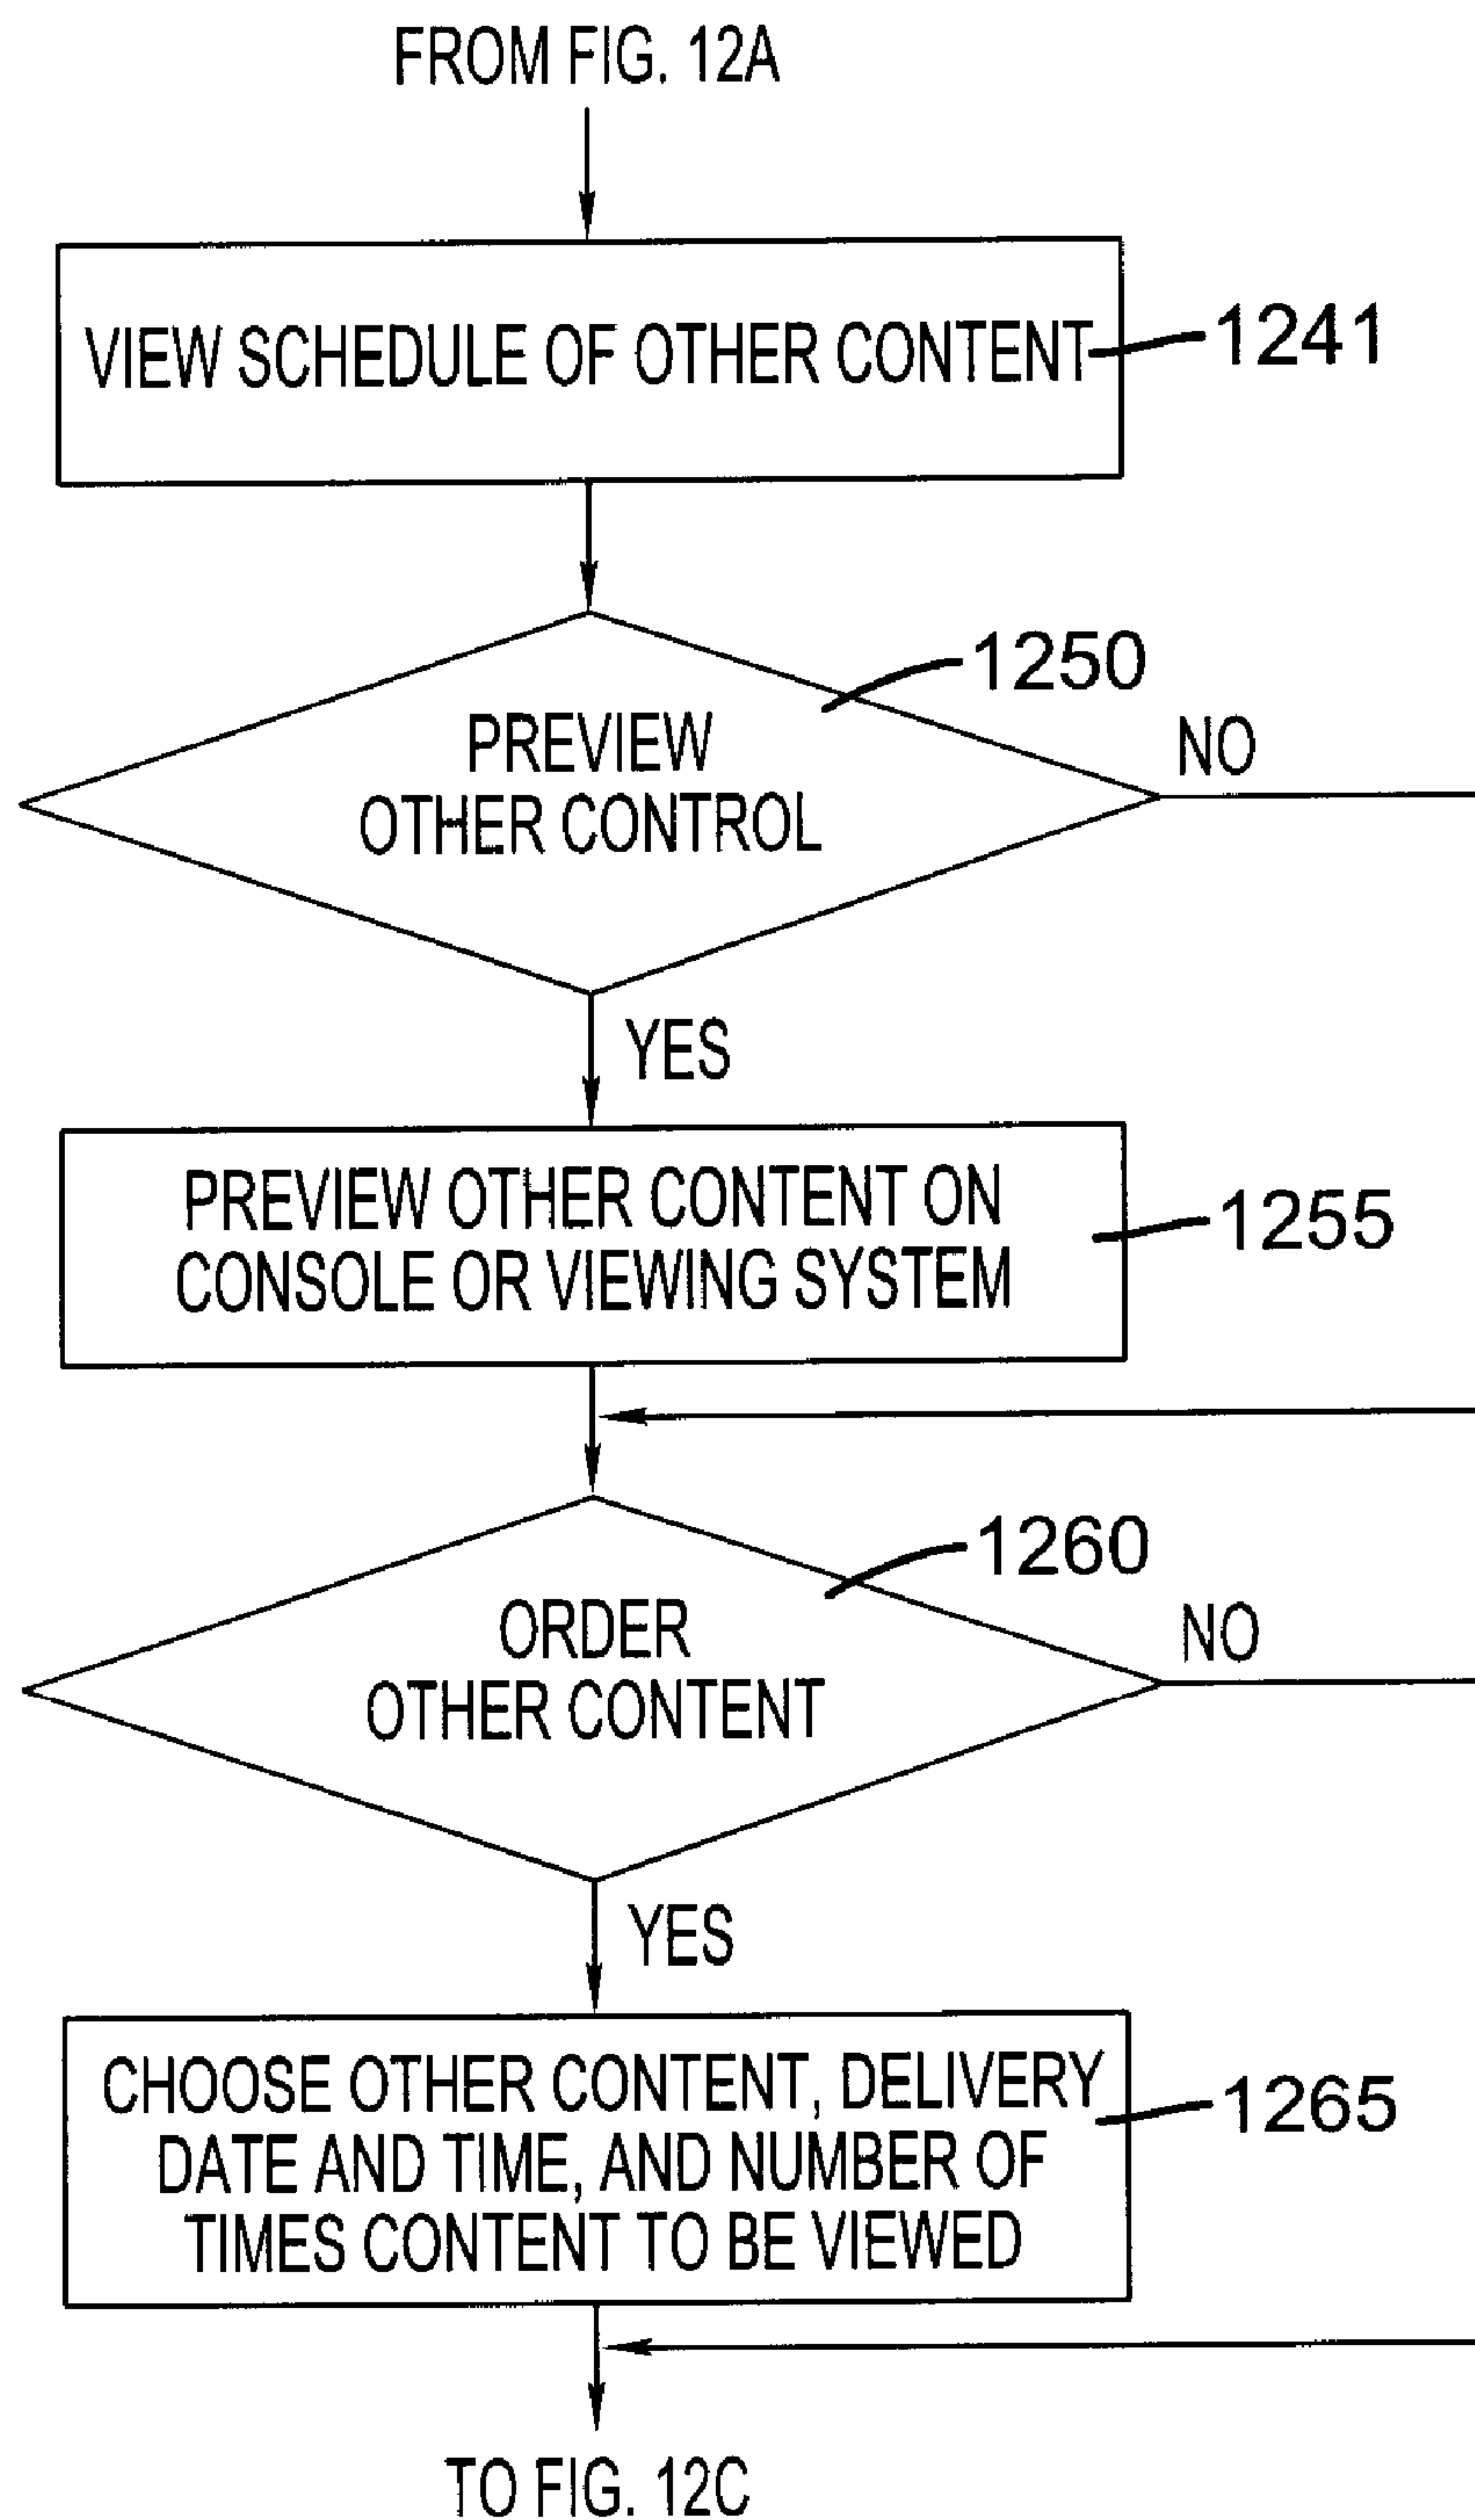 FROM FIG. 12A
VIEW SCHEDULE OF OTHER CONTENT
1241
1250
PREVIEW
OTHER CONTROL
NO
YES
PREVIEW OTHER CONTENT ON
CONSOLE OR VIEWING SYSTEM
1255
1260
ORDER
OTHER CONTENT
NO
YES
CHOOSE OTHER CONTENT, DELIVERY
DATE AND TIME, AND NUMBER OF
TIMES CONTENT TO BE VIEWED
1265
TO FIG. 12C